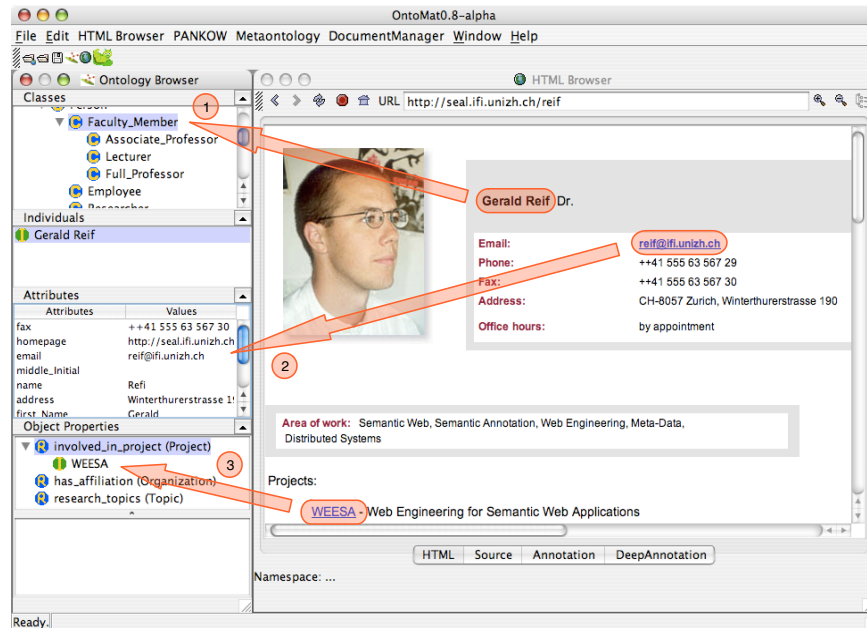 OntoMat0.8-alpha
File Edit HTML Browser PANKOW Metaontology DocumentManager Window Help
Ontology Browser
HTML Browser
Classes
URL http://seal.ifi.unizh.ch/reif
1
Faculty_Member
Associate_Professor
Lecturer
Full_Professor
Employee
Individuals
Gerald Reif
Attributes
Attributes Values
fax ++41 555 63 567 30
homepage http://seal.ifi.unizh.ch
email reif@ifi.unizh.ch
middle_Initial
name Refi
address Winterthurerstrasse 1
first_Name Gerald
Object Properties
involved_in_project (Project)
WEESA
has_affiliation (Organization)
research_topics (Topic)
Gerald Reif Dr.
Email: reif@ifi.unizh.ch
Phone: ++41 555 63 567 29
Fax: ++41 555 63 567 30
Address: CH-8057 Zurich, Winterthurerstrasse 190
Office hours: by appointment
2
Area of work: Semantic Web, Semantic Annotation, Web Engineering, Meta-Data,
Distributed Systems
3
Projects:
WEESA - Web Engineering for Semantic Web Applications
HTML Source Annotation DeepAnnotation
Namespace: ...
Ready.